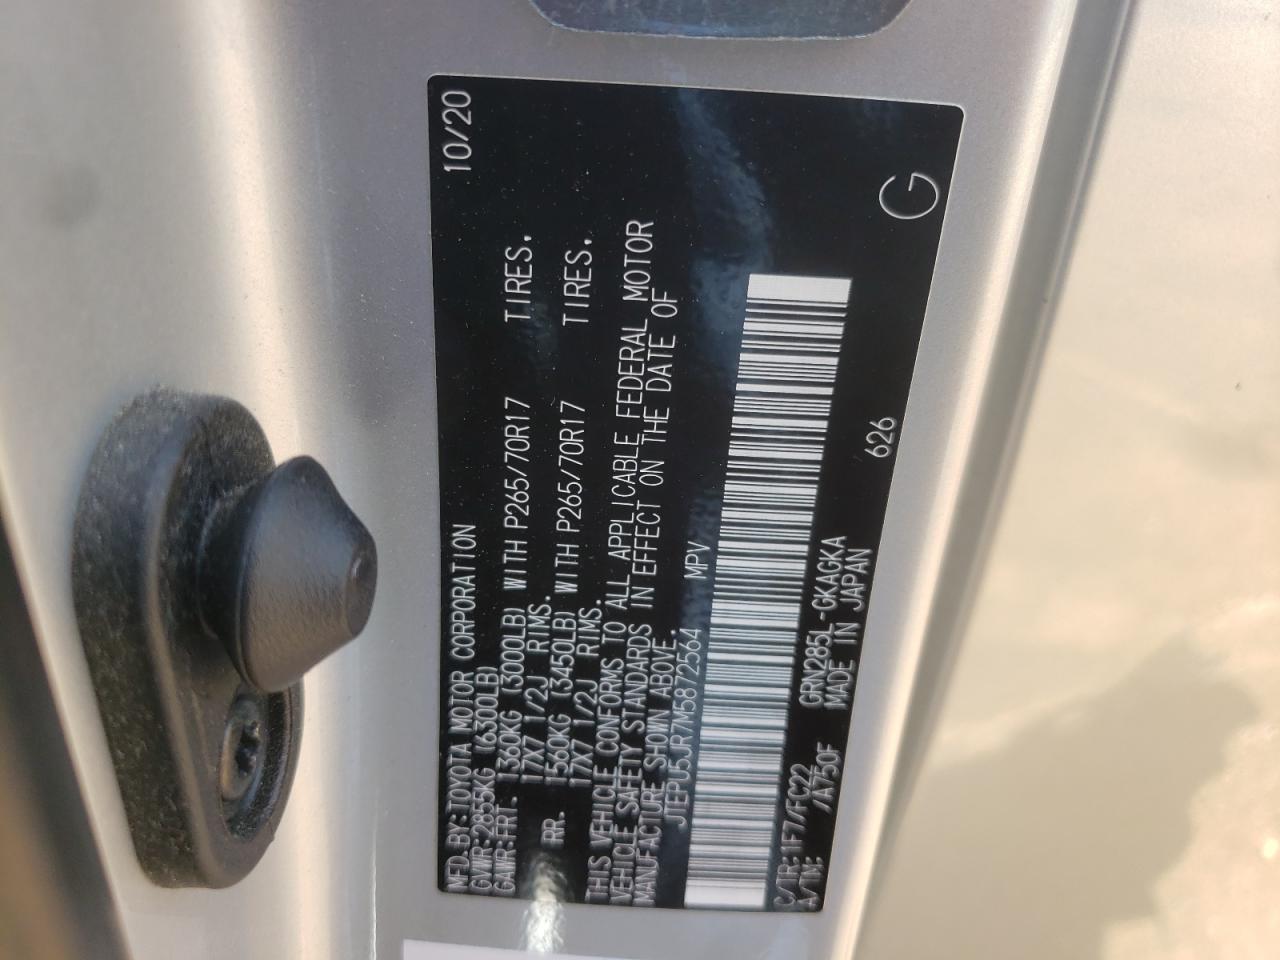 MFD.BY:TOYOTA MOTOR CORPORATION 10/20
GVWR:2855KG (6300LB)
GAWR:FRT. 1360KG (3000LB) WITH P265/70R17 TIRES.
17X7 1/2J RIMS.
RR. 1560KG (3450LB) WITH P265/70R17 TIRES.
17X7 1/2J RIMS.
THIS VEHICLE CONFORMS TO ALL APPLICABLE FEDERAL MOTOR
VEHICLE SAFETY STANDARDS IN EFFECT ON THE DATE OF
MANUFACTURE SHOWN ABOVE.
JTEPU5JR7M5872564 MPV
C/TR:1F7/FC22 GRN285L-GKAGKA
A/TM: /A750F MADE IN JAPAN 626
G